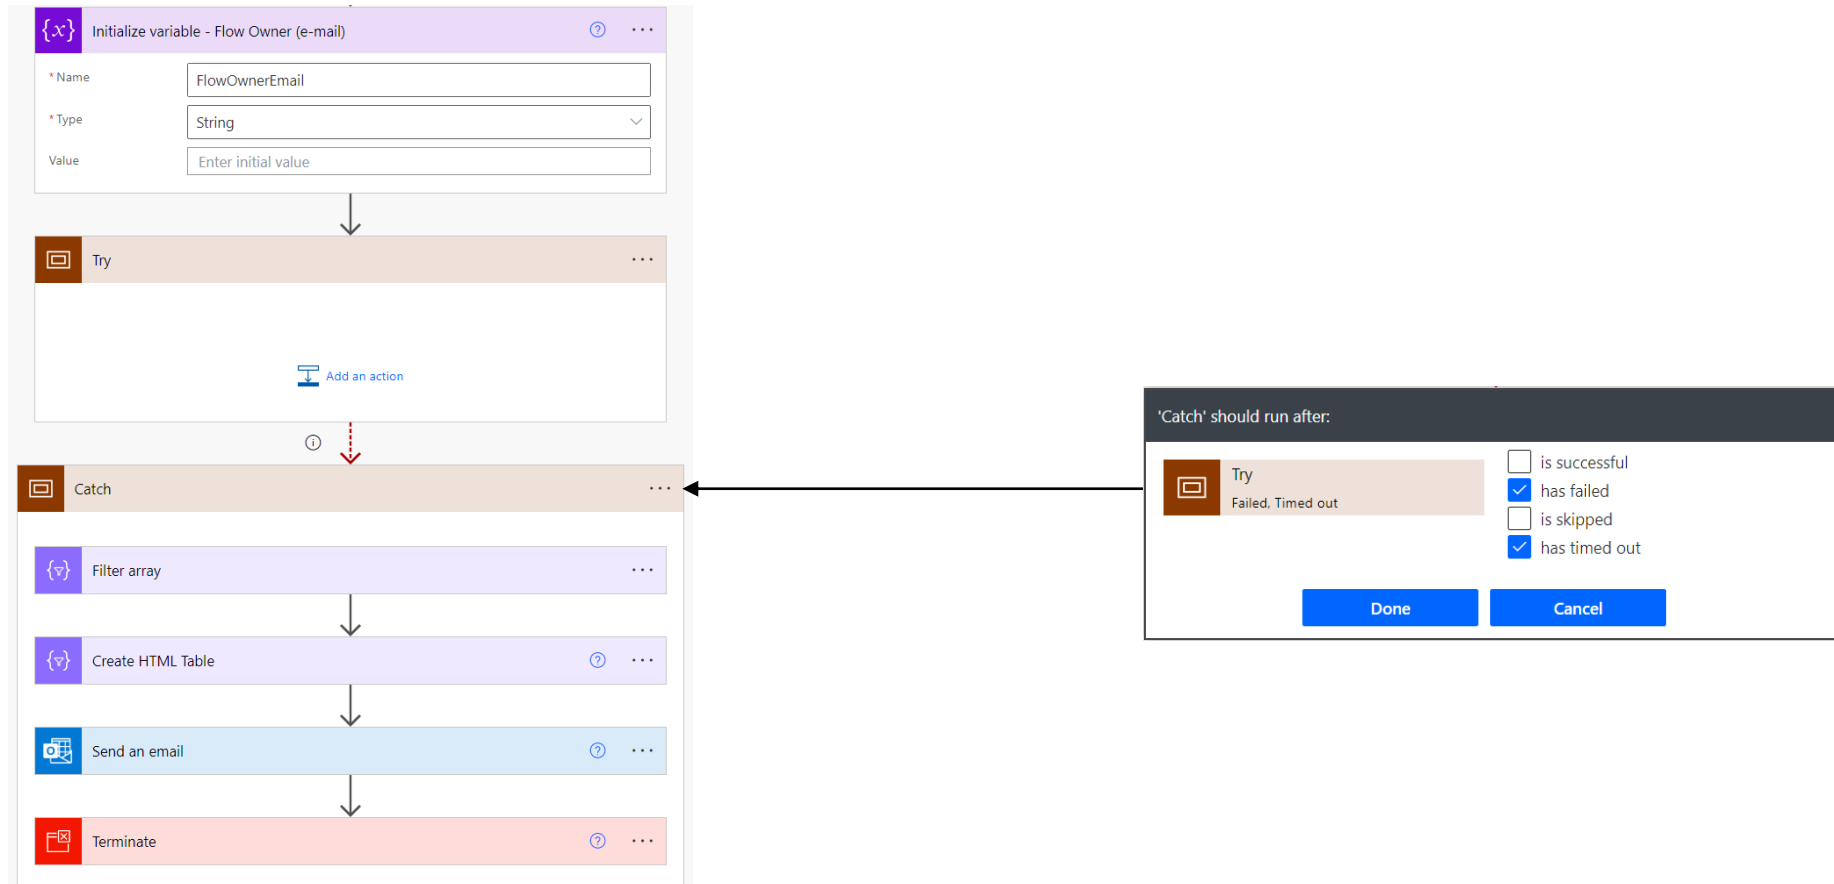 {x} Initialize variable - Flow Owner (e-mail) ? ...
* Name FlowOwnerEmail
* Type String
Value Enter initial value
Try ...
Add an action
Catch ...
Filter array ...
Create HTML Table ? ...
Send an email ? ...
Terminate ? ...
'Catch' should run after:
Try
Failed, Timed out
is successful
has failed
is skipped
has timed out
Done Cancel